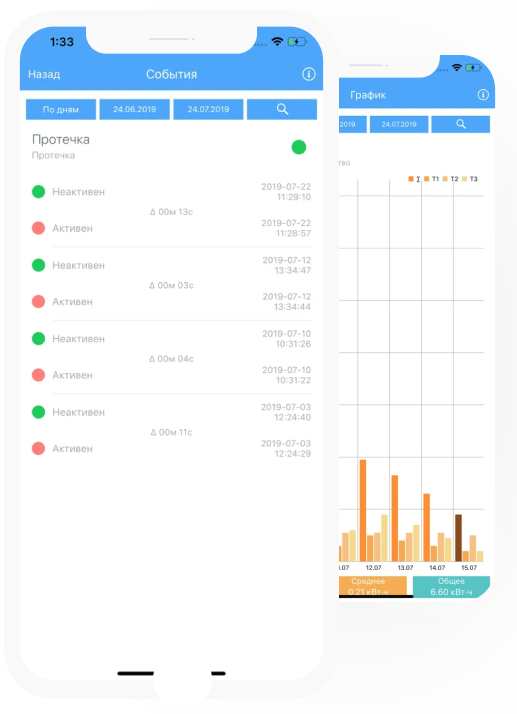 1:33
Назад
События
По дням
24.06.2019
24.07.2019
Протечка
Протечка
Неактивен
2019-07-22
11:29:10
Δ 00м 13с
Активен
2019-07-22
11:28:57
Неактивен
2019-07-12
13:34:47
Δ 00м 03с
Активен
2019-07-12
13:34:44
Неактивен
2019-07-10
10:31:26
Δ 00м 04с
Активен
2019-07-10
10:31:22
Неактивен
2019-07-03
12:24:40
Δ 00м 11с
Активен
2019-07-03
12:24:29
График
2019
24.07.2019
тво
Σ T1 T2 T3
.07 12.07 13.07 14.07 15.07
Среднее
0.21 кВт·ч
Общее
6.60 кВт·ч